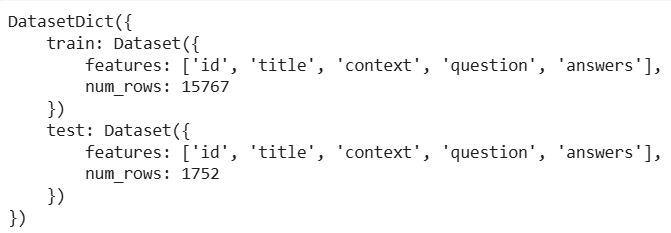 DatasetDict({
    train: Dataset({
        features: ['id', 'title', 'context', 'question', 'answers'],
        num_rows: 15767
    })
    test: Dataset({
        features: ['id', 'title', 'context', 'question', 'answers'],
        num_rows: 1752
    })
})